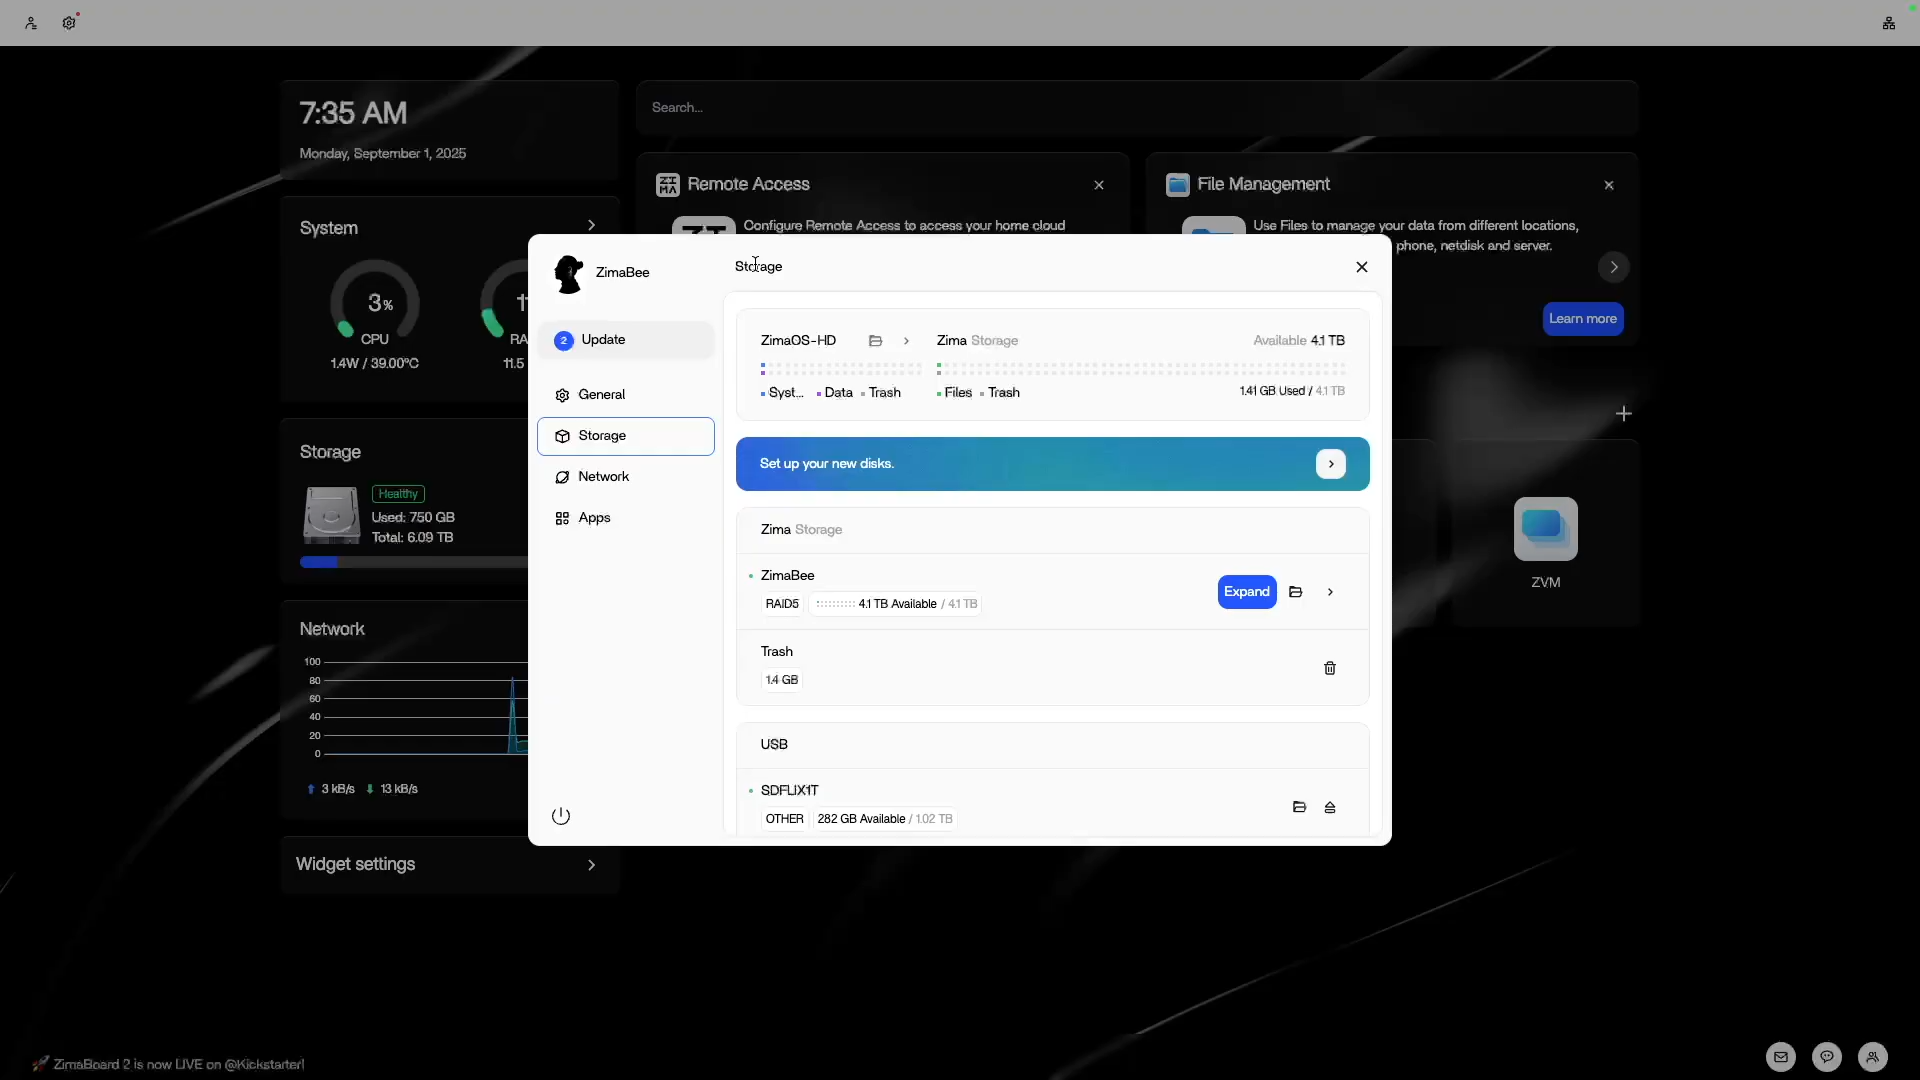 7:35 AM
Monday, September 1, 2025
Search...
System
3%
CPU
1.4W / 39.00°C
11
RA
11.5
Remote Access
Configure Remote Access to access your home cloud
File Management
Use Files to manage your data from different locations,
phone, netdisk and server.
Learn more
Storage
Healthy
Used: 750 GB
Total: 6.09 TB
Network
100
80
60
40
20
0
3 kB/s
13 kB/s
Widget settings
ZimaBee
2 Update
General
Storage
Network
Apps
Storage
ZimaOS-HD
Syst...
Data
Trash
Zima Storage
Available 4.1 TB
Files
Trash
1.41 GB Used / 4.1 TB
Set up your new disks.
Zima Storage
ZimaBee
Expand
RAID5
4.1 TB Available / 4.1 TB
Trash
1.4 GB
USB
SDFLIX1T
OTHER
282 GB Available / 1.02 TB
ZVM
🚀 ZimaBoard 2 is now LIVE on @Kickstarter!